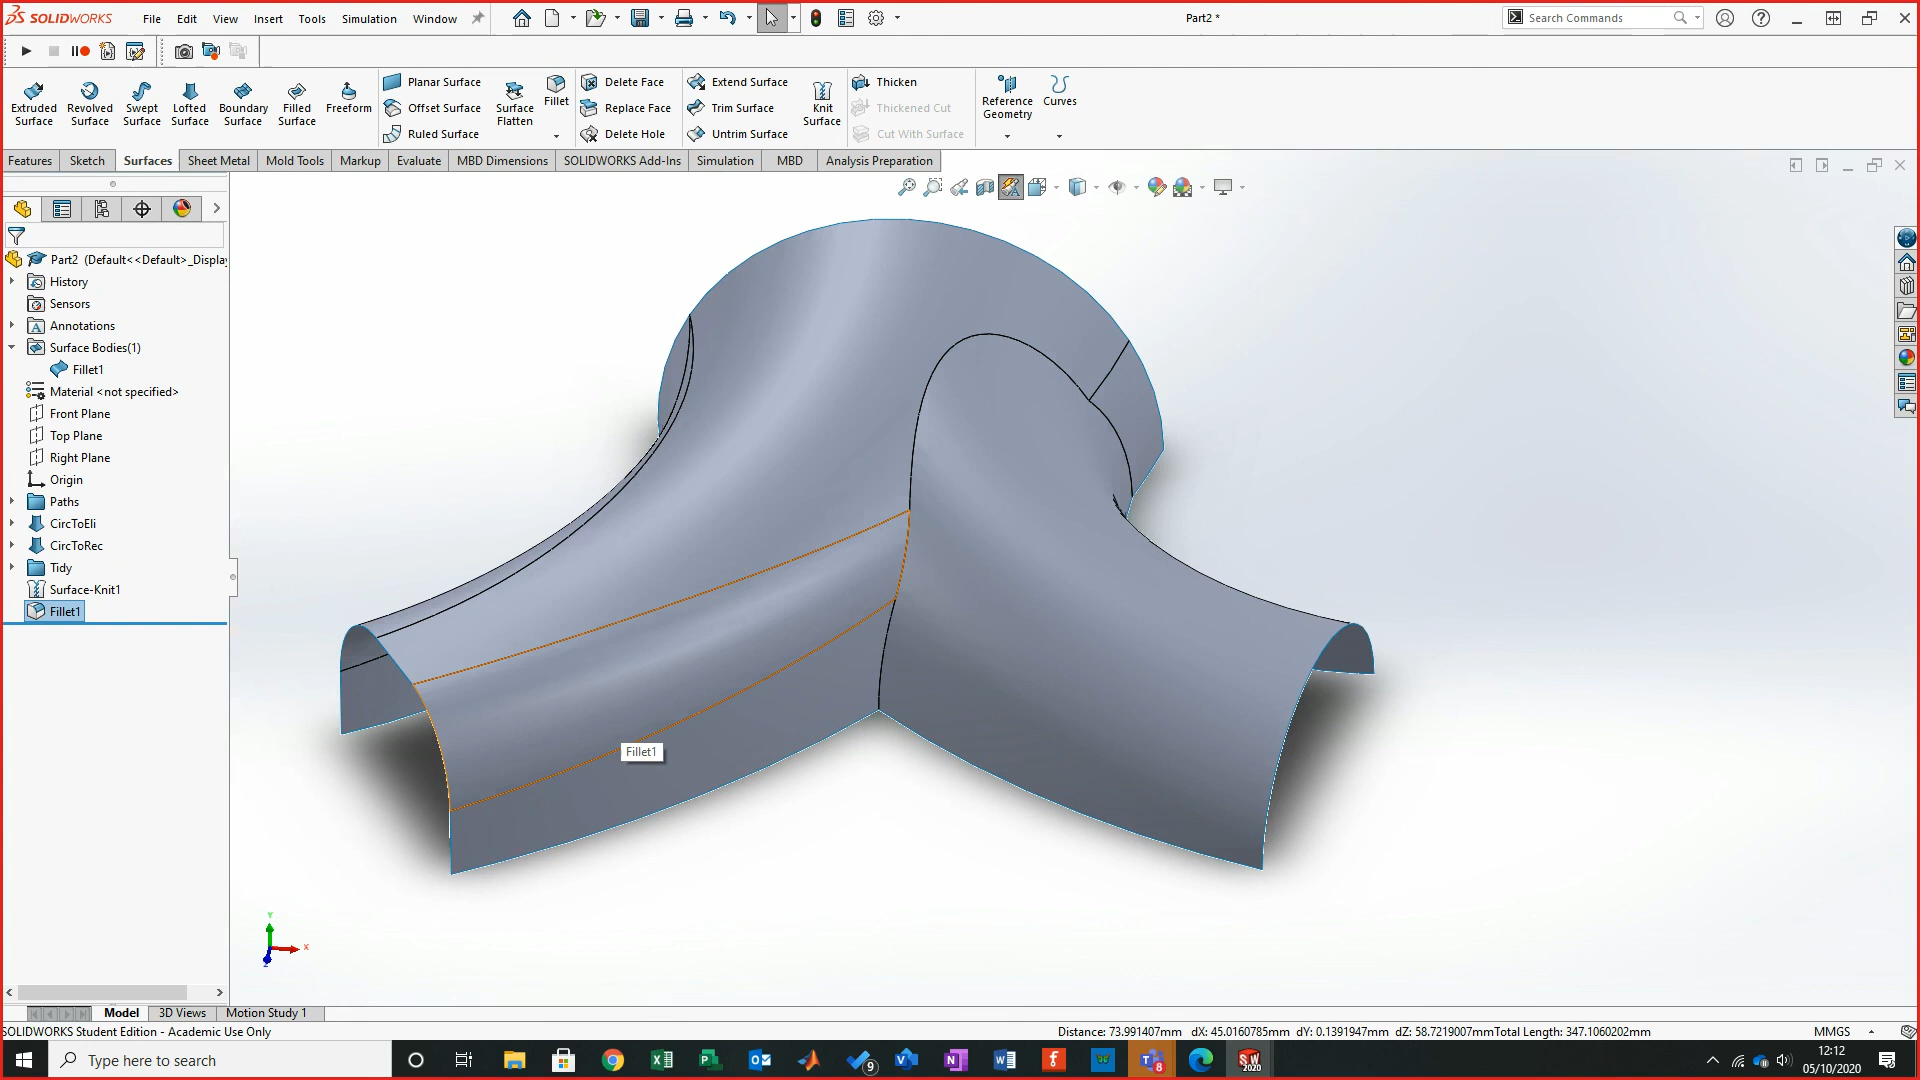 SOLIDWORKS File Edit View Insert Tools Simulation Window Part2 * Search Commands
Extruded Surface
Revolved Surface
Swept Surface
Lofted Surface
Boundary Surface
Filled Surface
Freeform
Planar Surface
Offset Surface
Ruled Surface
Surface Flatten
Fillet
Delete Face
Replace Face
Delete Hole
Extend Surface
Trim Surface
Untrim Surface
Knit Surface
Thicken
Thickened Cut
Cut With Surface
Reference Geometry
Curves
Features Sketch Surfaces Sheet Metal Mold Tools Markup Evaluate MBD Dimensions SOLIDWORKS Add-Ins Simulation MBD Analysis Preparation
Part2 (Default<<Default>_Display
History
Sensors
Annotations
Surface Bodies(1)
Fillet1
Material <not specified>
Front Plane
Top Plane
Right Plane
Origin
Paths
CircToEli
CircToRec
Tidy
Surface-Knit1
Fillet1
Fillet1
Y
X
Z
Model 3D Views Motion Study 1
SOLIDWORKS Student Edition - Academic Use Only Distance: 73.991407mm dX: 45.0160785mm dY: 0.1391947mm dZ: 58.7219007mmTotal Length: 347.1060202mm MMGS
Type here to search 9 8 SW 2020 12:12
05/10/2020